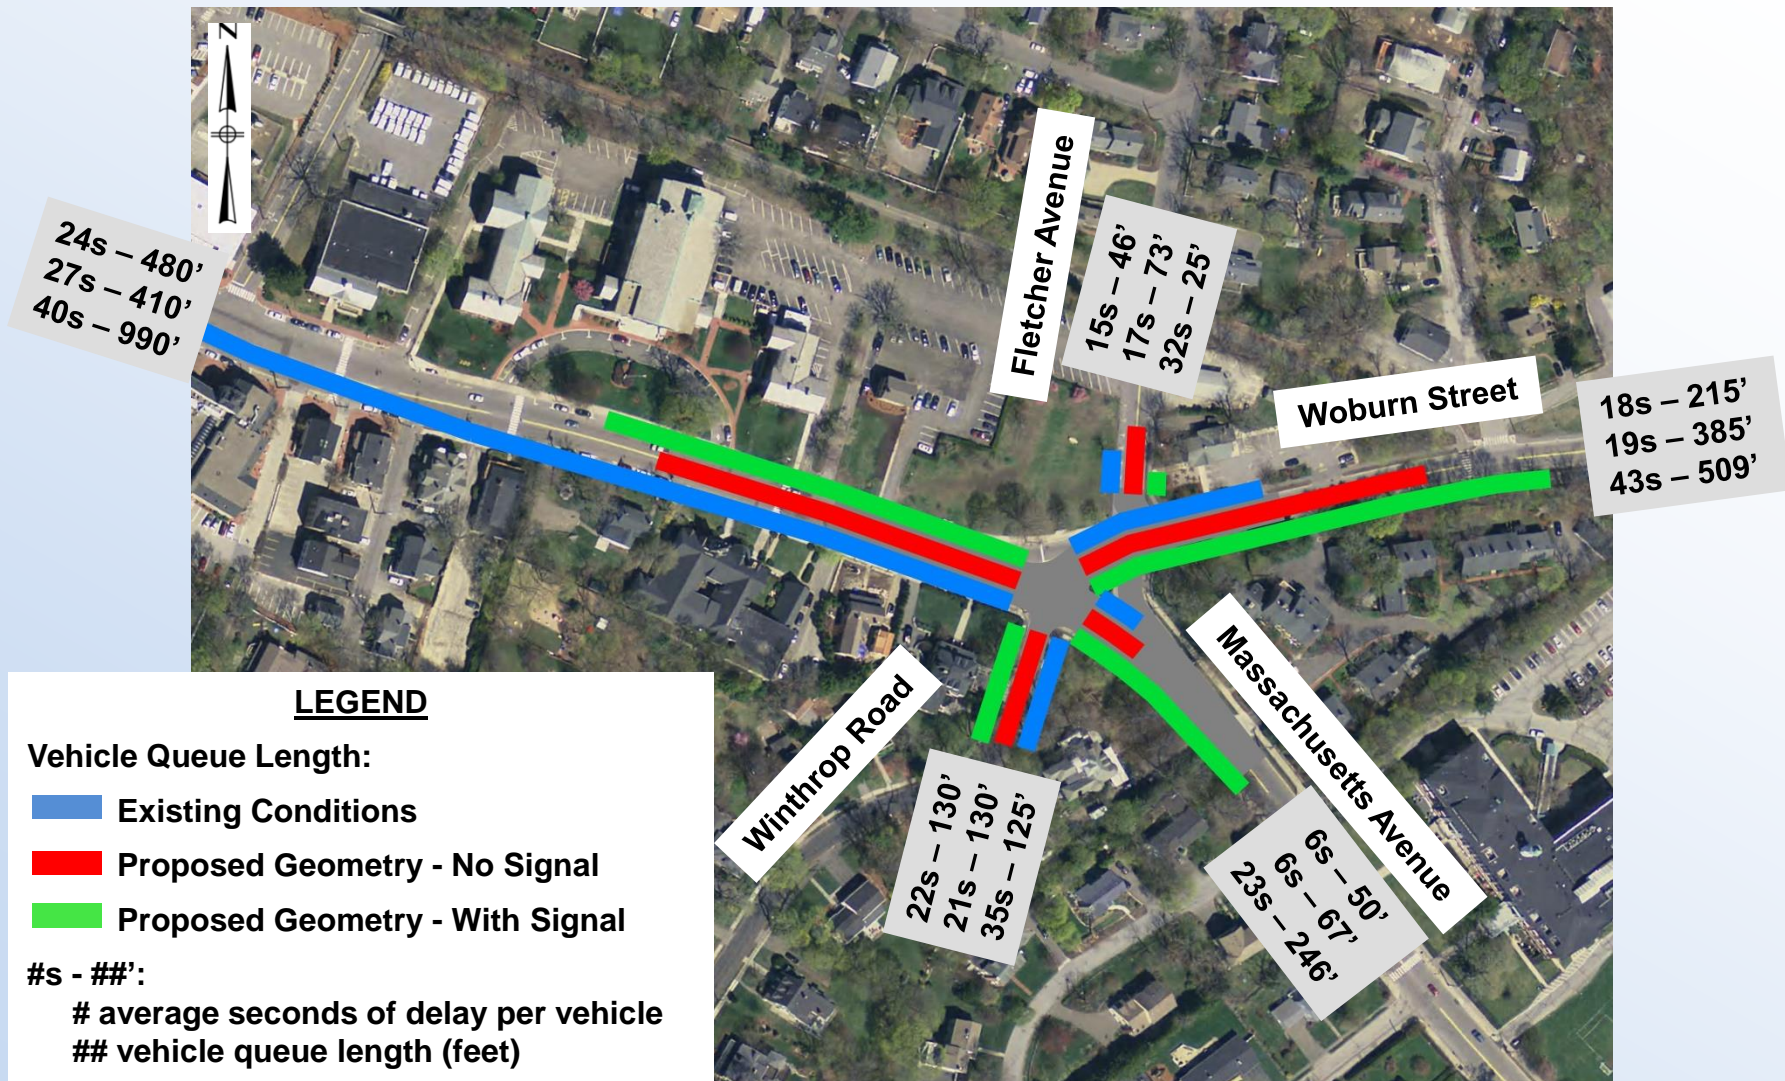 N
24s – 480’
27s – 410’
40s – 990’
Fletcher Avenue
15s – 46’
17s – 73’
32s – 25’
Woburn Street
18s – 215’
19s – 385’
43s – 509’
Massachusetts Avenue
6s – 50’
6s – 67’
23s – 246’
Winthrop Road
22s – 130’
21s – 130’
35s – 125’
LEGEND
Vehicle Queue Length:
Existing Conditions
Proposed Geometry - No Signal
Proposed Geometry - With Signal
#s - ##’:
# average seconds of delay per vehicle
## vehicle queue length (feet)